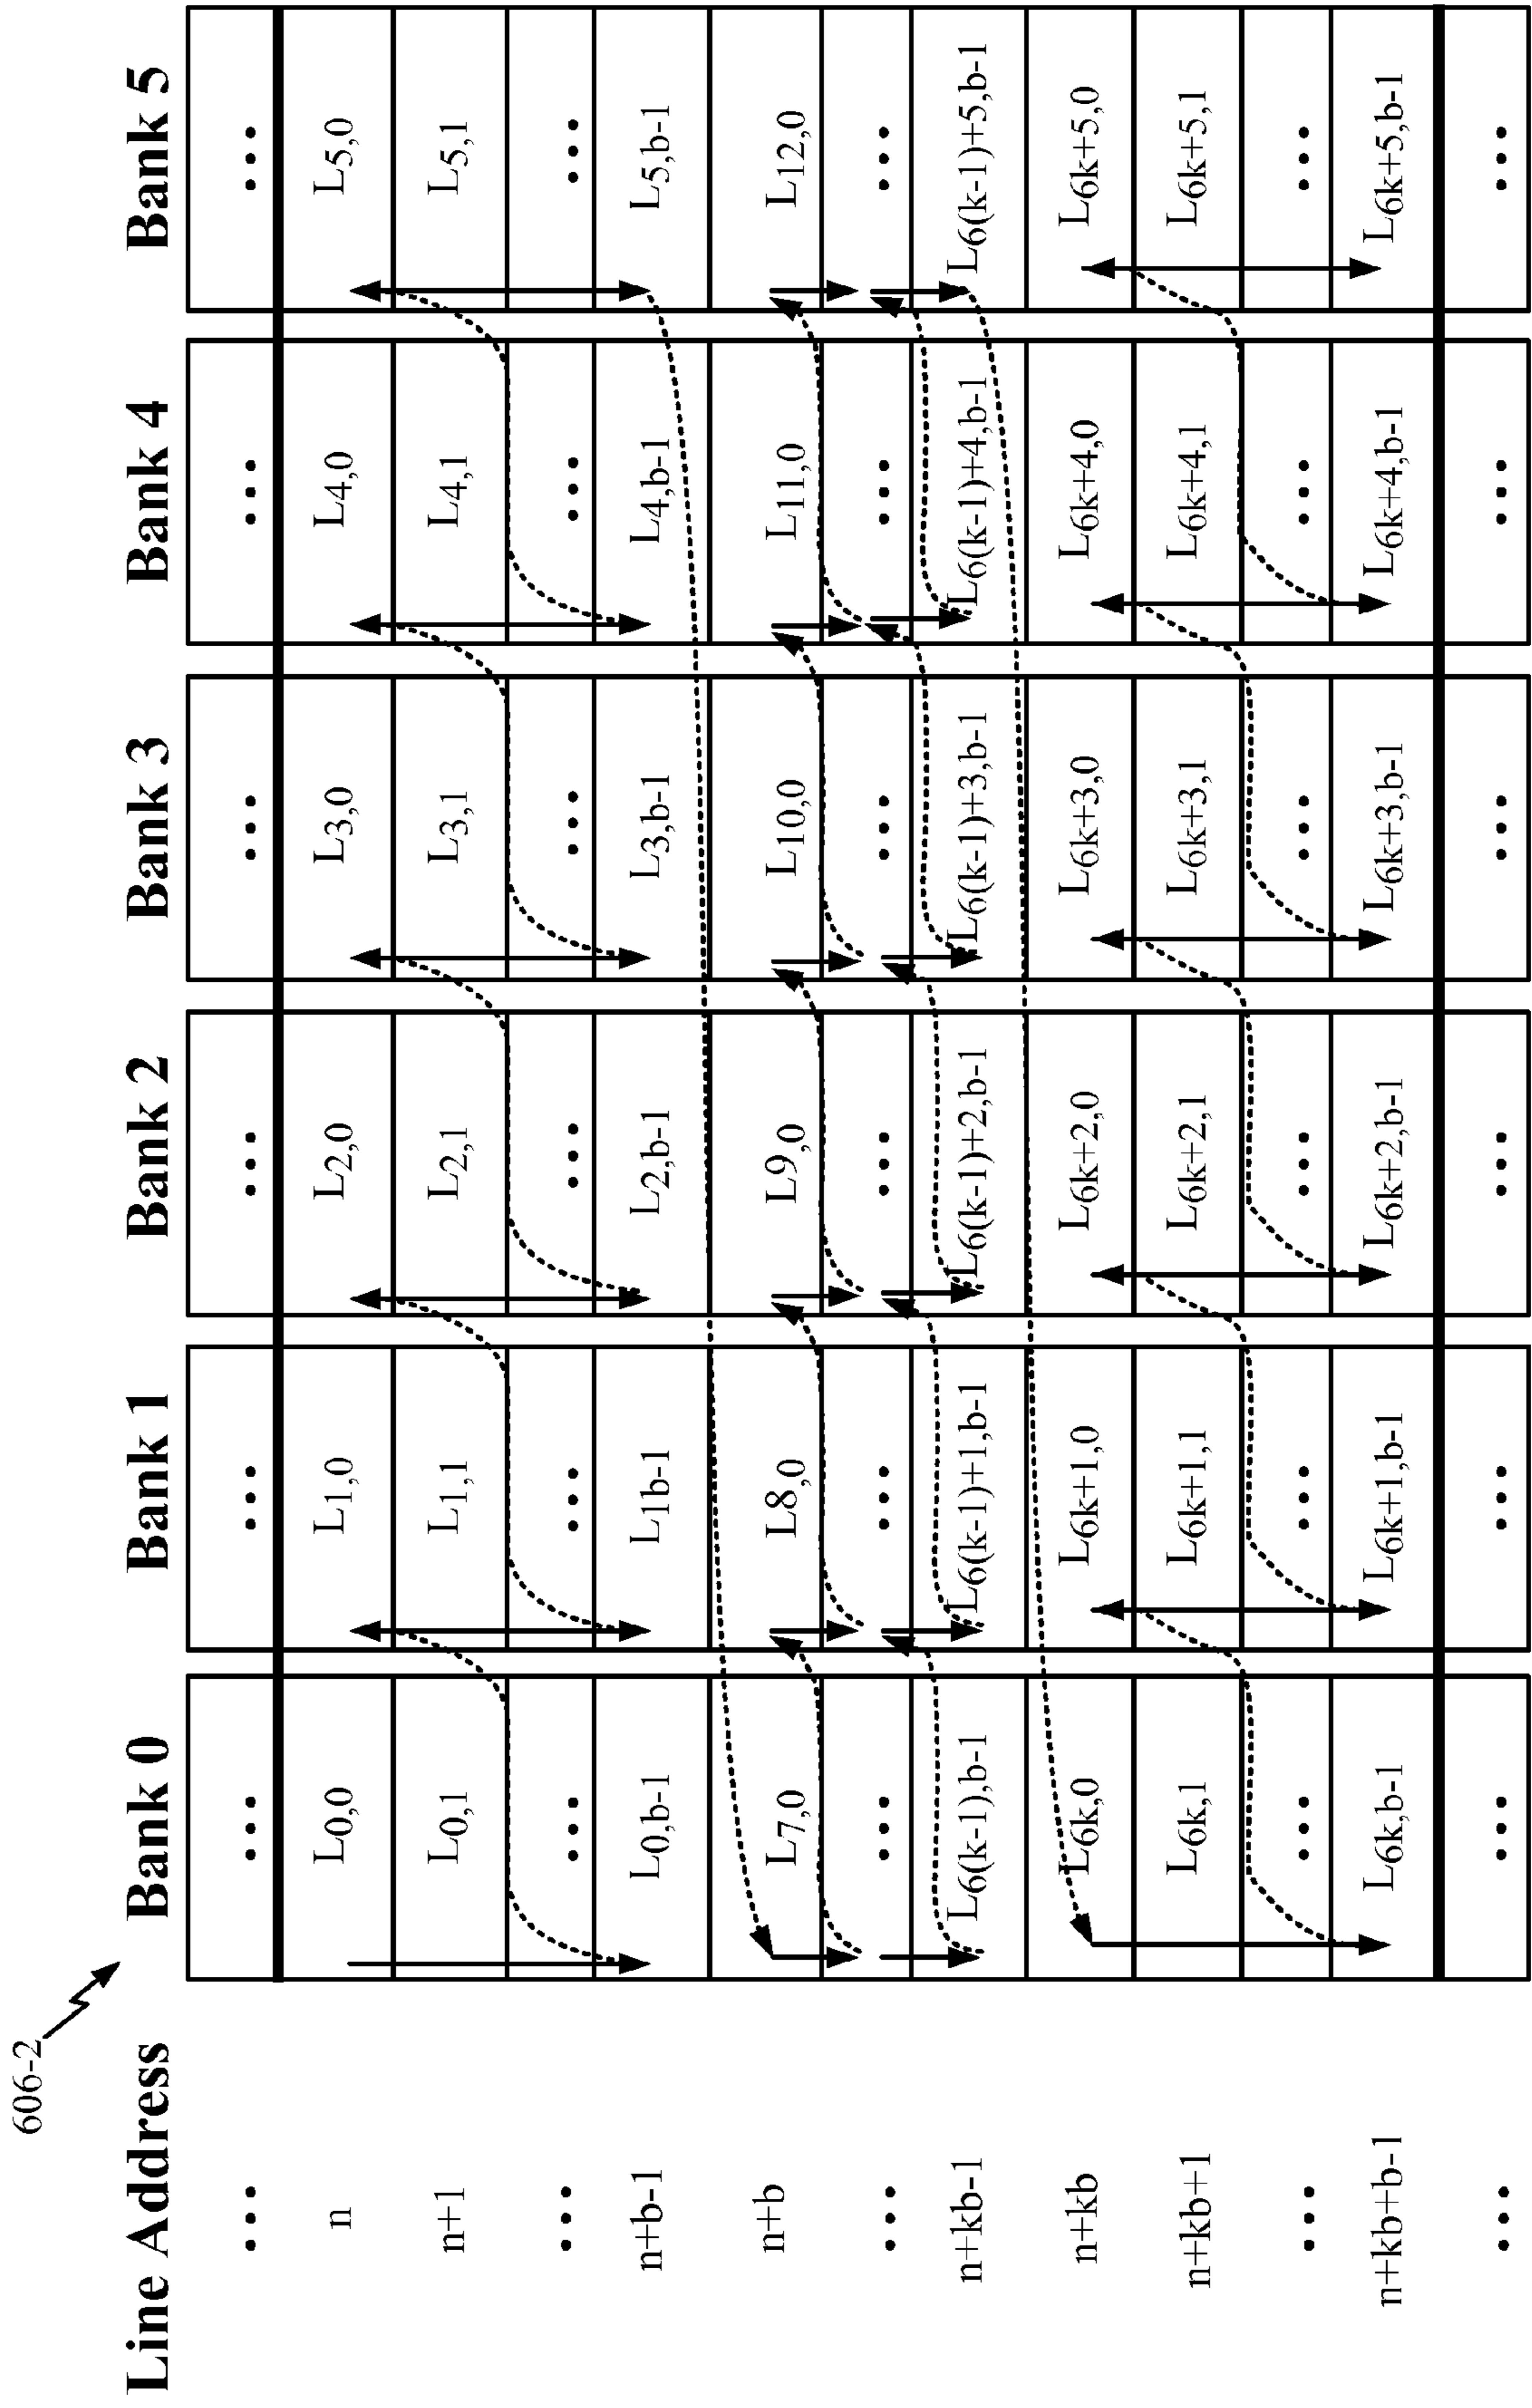 606-2
Line Address Bank 0 Bank 1 Bank 2 Bank 3 Bank 4 Bank 5
••• ••• ••• ••• ••• ••• •••
n L0,0 L1,0 L2,0 L3,0 L4,0 L5,0
n+1 L0,1 L1,1 L2,1 L3,1 L4,1 L5,1
••• ••• ••• ••• ••• ••• •••
n+b-1 L0,b-1 L1b-1 L2,b-1 L3,b-1 L4,b-1 L5,b-1
n+b L7,0 L8,0 L9,0 L10,0 L11,0 L12,0
••• ••• ••• ••• ••• ••• •••
n+kb-1 L6(k-1),b-1 L6(k-1)+1,b-1 L6(k-1)+2,b-1 L6(k-1)+3,b-1 L6(k-1)+4,b-1 L6(k-1)+5,b-1
n+kb L6k,0 L6k+1,0 L6k+2,0 L6k+3,0 L6k+4,0 L6k+5,0
n+kb+1 L6k,1 L6k+1,1 L6k+2,1 L6k+3,1 L6k+4,1 L6k+5,1
••• ••• ••• ••• ••• ••• •••
n+kb+b-1 L6k,b-1 L6k+1,b-1 L6k+2,b-1 L6k+3,b-1 L6k+4,b-1 L6k+5,b-1
••• ••• ••• ••• ••• ••• •••